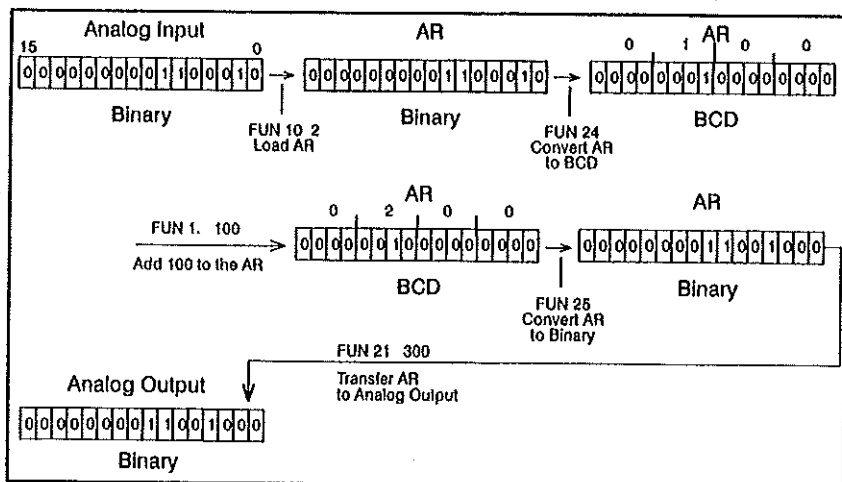 Analog Input
15 0
0000000001100010
Binary
FUN 10 2
Load AR
AR
0000000001100010
Binary
FUN 24
Convert AR
to BCD
AR
0 1 0 0
0000000100000000
BCD
FUN 1. 100
Add 100 to the AR
AR
0 2 0 0
0000001000000000
BCD
FUN 25
Convert AR
to Binary
AR
0000000011001000
Binary
FUN 21 300
Transfer AR
to Analog Output
Analog Output
0000000011001000
Binary